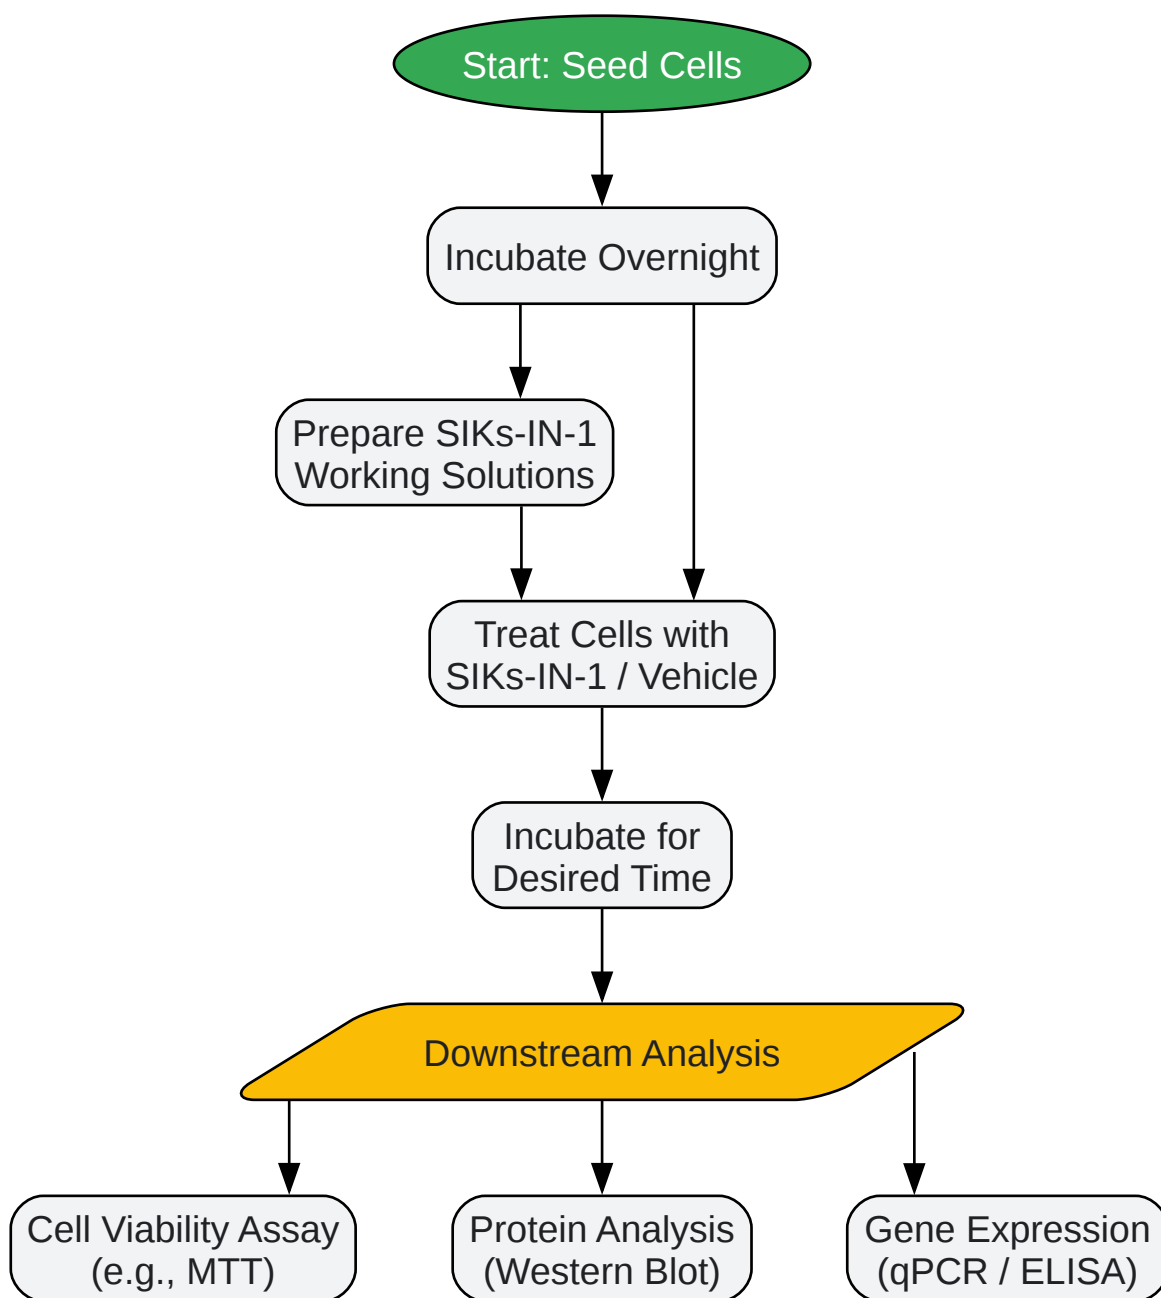 Start: Seed Cells
Incubate Overnight
Prepare SIKs-IN-1
Working Solutions
Treat Cells with
SIKs-IN-1 / Vehicle
Incubate for
Desired Time
Downstream Analysis
Cell Viability Assay
(e.g., MTT)
Protein Analysis
(Western Blot)
Gene Expression
(qPCR / ELISA)